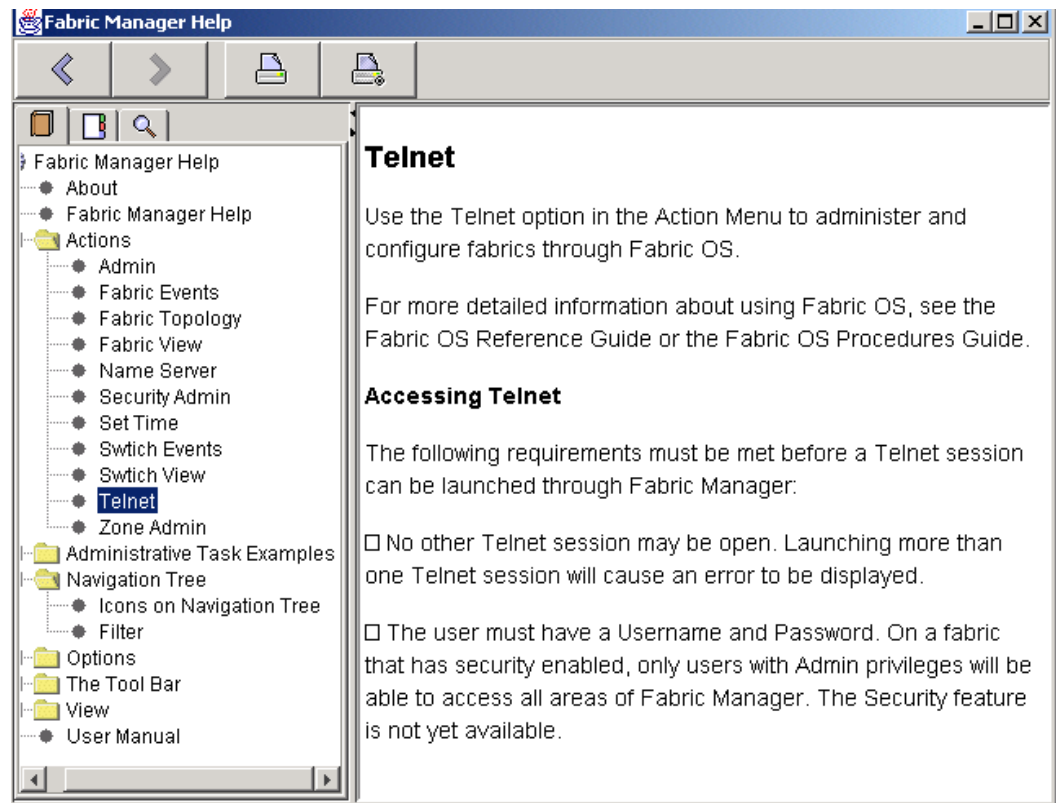 Fabric Manager Help
Fabric Manager Help
About
Fabric Manager Help
Actions
Admin
Fabric Events
Fabric Topology
Fabric View
Name Server
Security Admin
Set Time
Swtich Events
Swtich View
Telnet
Zone Admin
Administrative Task Examples
Navigation Tree
Icons on Navigation Tree
Filter
Options
The Tool Bar
View
User Manual
Telnet
Use the Telnet option in the Action Menu to administer and
configure fabrics through Fabric OS.
For more detailed information about using Fabric OS, see the
Fabric OS Reference Guide or the Fabric OS Procedures Guide.
Accessing Telnet
The following requirements must be met before a Telnet session
can be launched through Fabric Manager:
□ No other Telnet session may be open. Launching more than
one Telnet session will cause an error to be displayed.
□ The user must have a Username and Password. On a fabric
that has security enabled, only users with Admin privileges will be
able to access all areas of Fabric Manager. The Security feature
is not yet available.